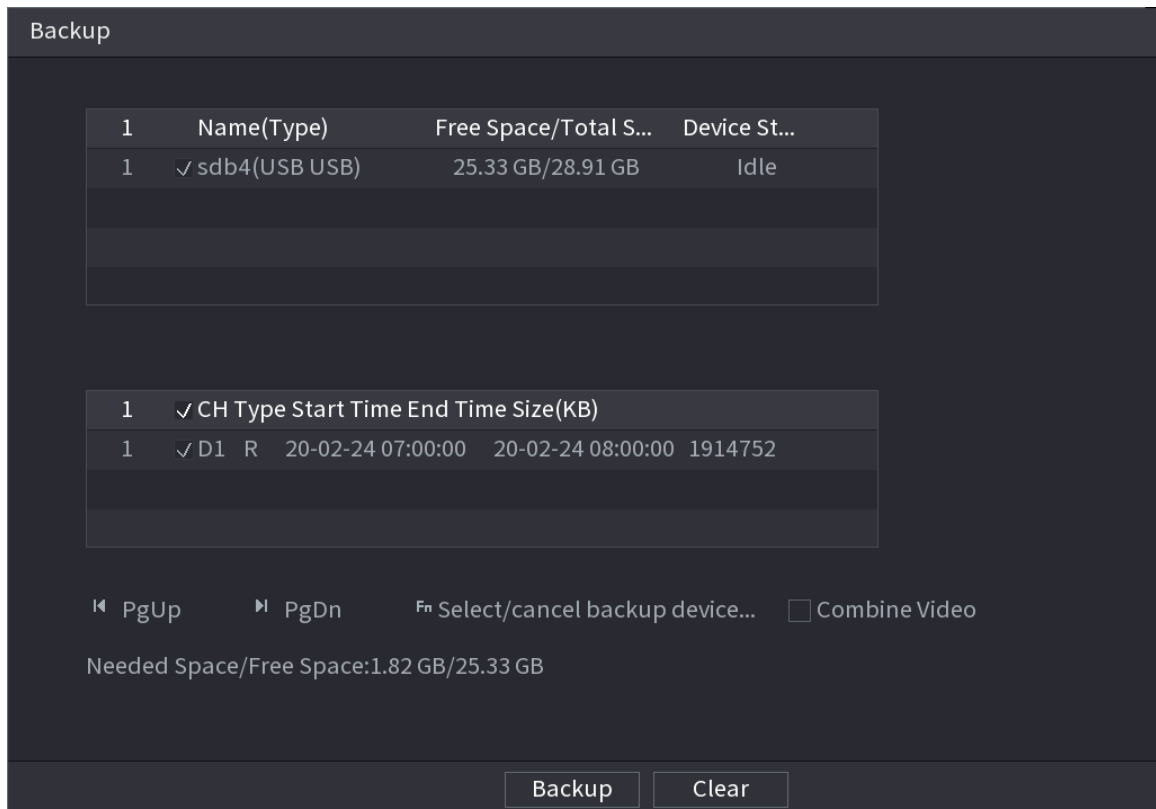 Backup
1 Name(Type) Free Space/Total S... Device St...
1 sdb4(USB USB) 25.33 GB/28.91 GB Idle
1 CH Type Start Time End Time Size(KB)
1 D1 R 20-02-24 07:00:00 20-02-24 08:00:00 1914752
PgUp PgDn Fn Select/cancel backup device... Combine Video
Needed Space/Free Space:1.82 GB/25.33 GB
Backup Clear